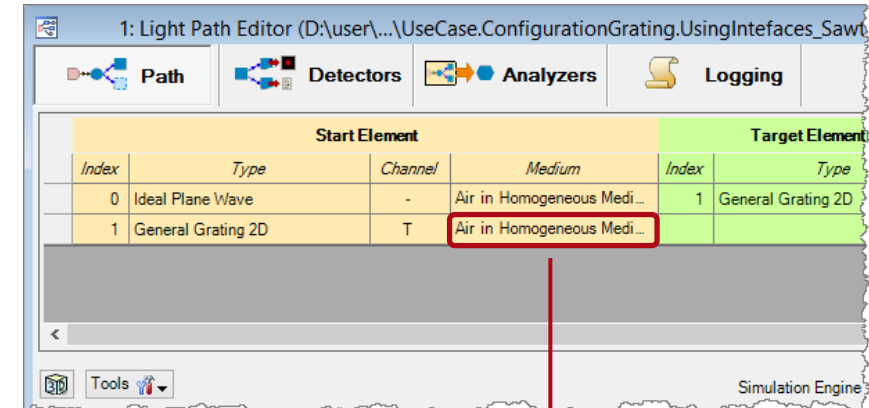 1: Light Path Editor (D:\user\...\UseCase.ConfigurationGrating.UsingIntefaces_Sawt
Path Detectors Analyzers Logging
Start Element Target Element
Index Type Channel Medium Index Type
0 Ideal Plane Wave - Air in Homogeneous Medi... 1 General Grating 2D
1 General Grating 2D T Air in Homogeneous Medi...
3D Tools Simulation Engine